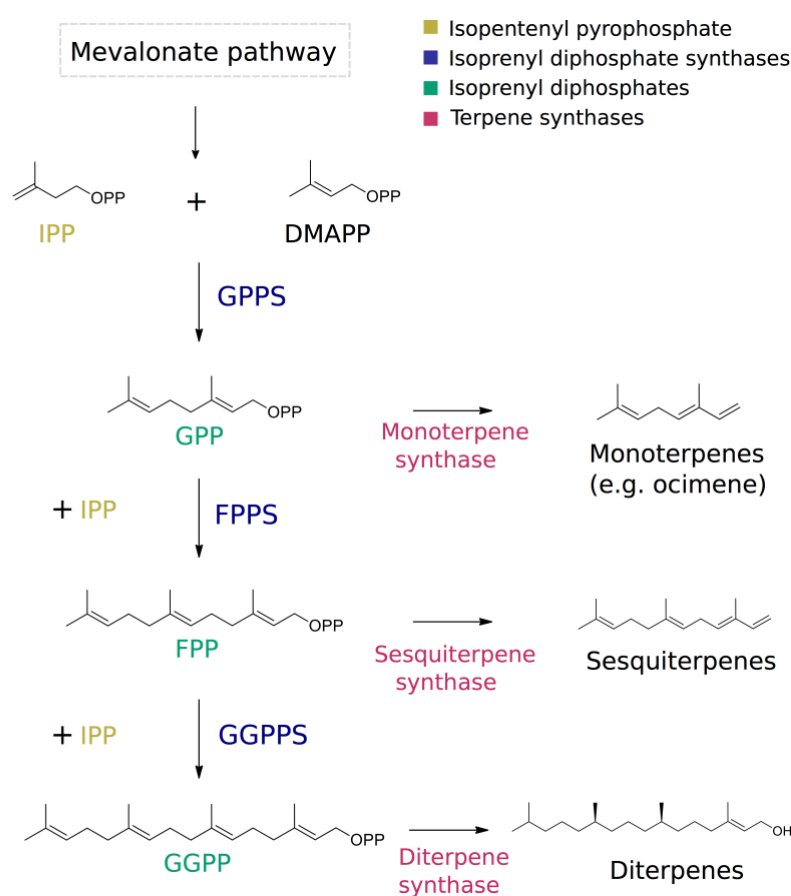 Mevalonate pathway
Isopentenyl pyrophosphate
Isoprenyl diphosphate synthases
Isoprenyl diphosphates
Terpene synthases
OPP
OPP
IPP
+
DMAPP
GPPS
OPP
GPP
Monoterpene
synthase
Monoterpenes
(e.g. ocimene)
+ IPP
FPPS
OPP
FPP
Sesquiterpene
synthase
Sesquiterpenes
+ IPP
GGPPS
OPP
GGPP
Diterpene
synthase
OH
Diterpenes